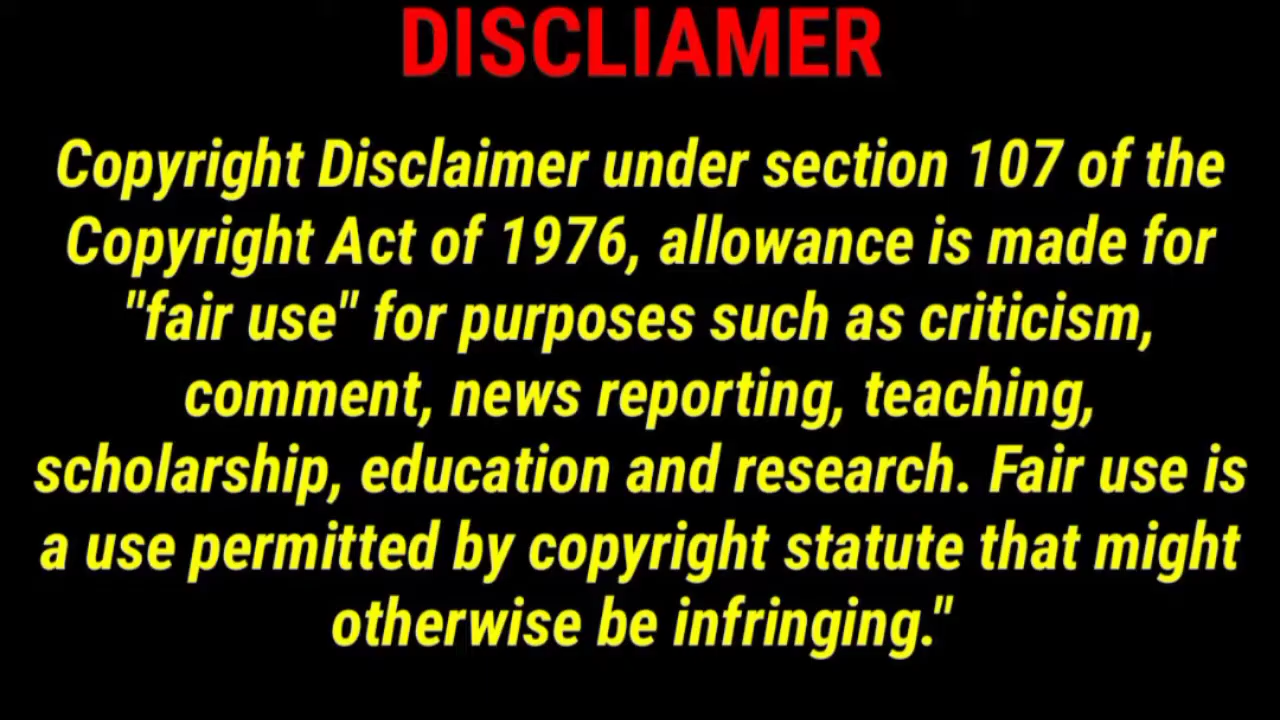 DISCLIAMER
Copyright Disclaimer under section 107 of the
Copyright Act of 1976, allowance is made for
"fair use" for purposes such as criticism,
comment, news reporting, teaching,
scholarship, education and research. Fair use is
a use permitted by copyright statute that might
otherwise be infringing."